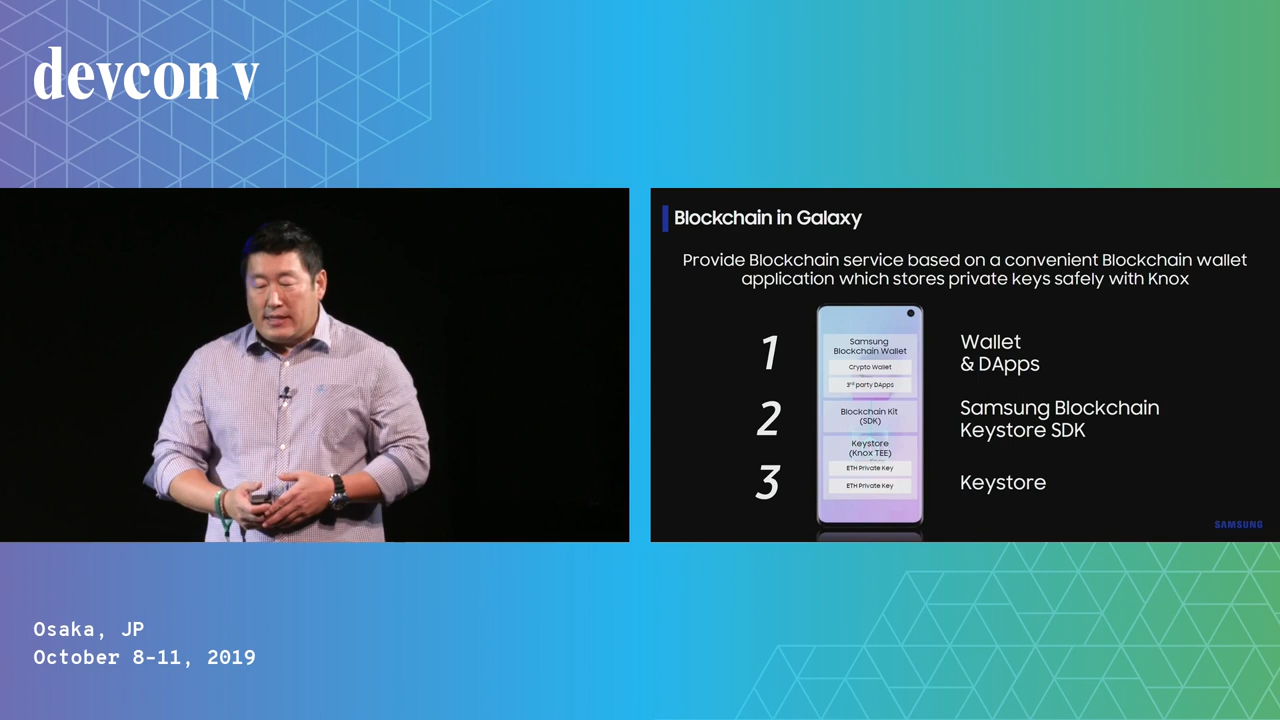 devcon v
Blockchain in Galaxy
Provide Blockchain service based on a convenient Blockchain wallet
application which stores private keys safely with Knox
1
Samsung
Blockchain Wallet
Crypto Wallet
3rd party DApps
Wallet
& DApps
2
Blockchain Kit
(SDK)
Samsung Blockchain
Keystore SDK
3
Keystore
(Knox TEE)
ETH Private Key
ETH Private Key
Keystore
SAMSUNG
Osaka, JP
October 8-11, 2019